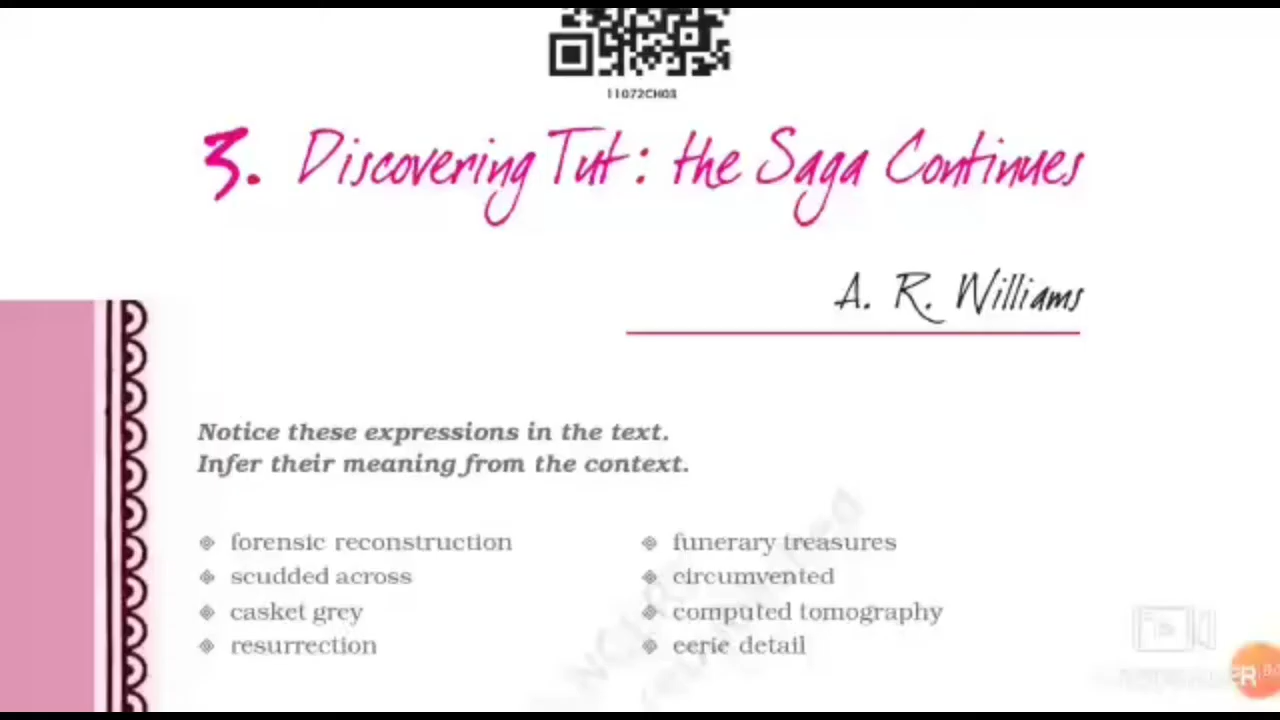 11072CH03
3. Discovering Tut : the Saga Continues
A. R. Williams
Notice these expressions in the text.
Infer their meaning from the context.
forensic reconstruction
scudded across
casket grey
resurrection
funerary treasures
circumvented
computed tomography
eerie detail